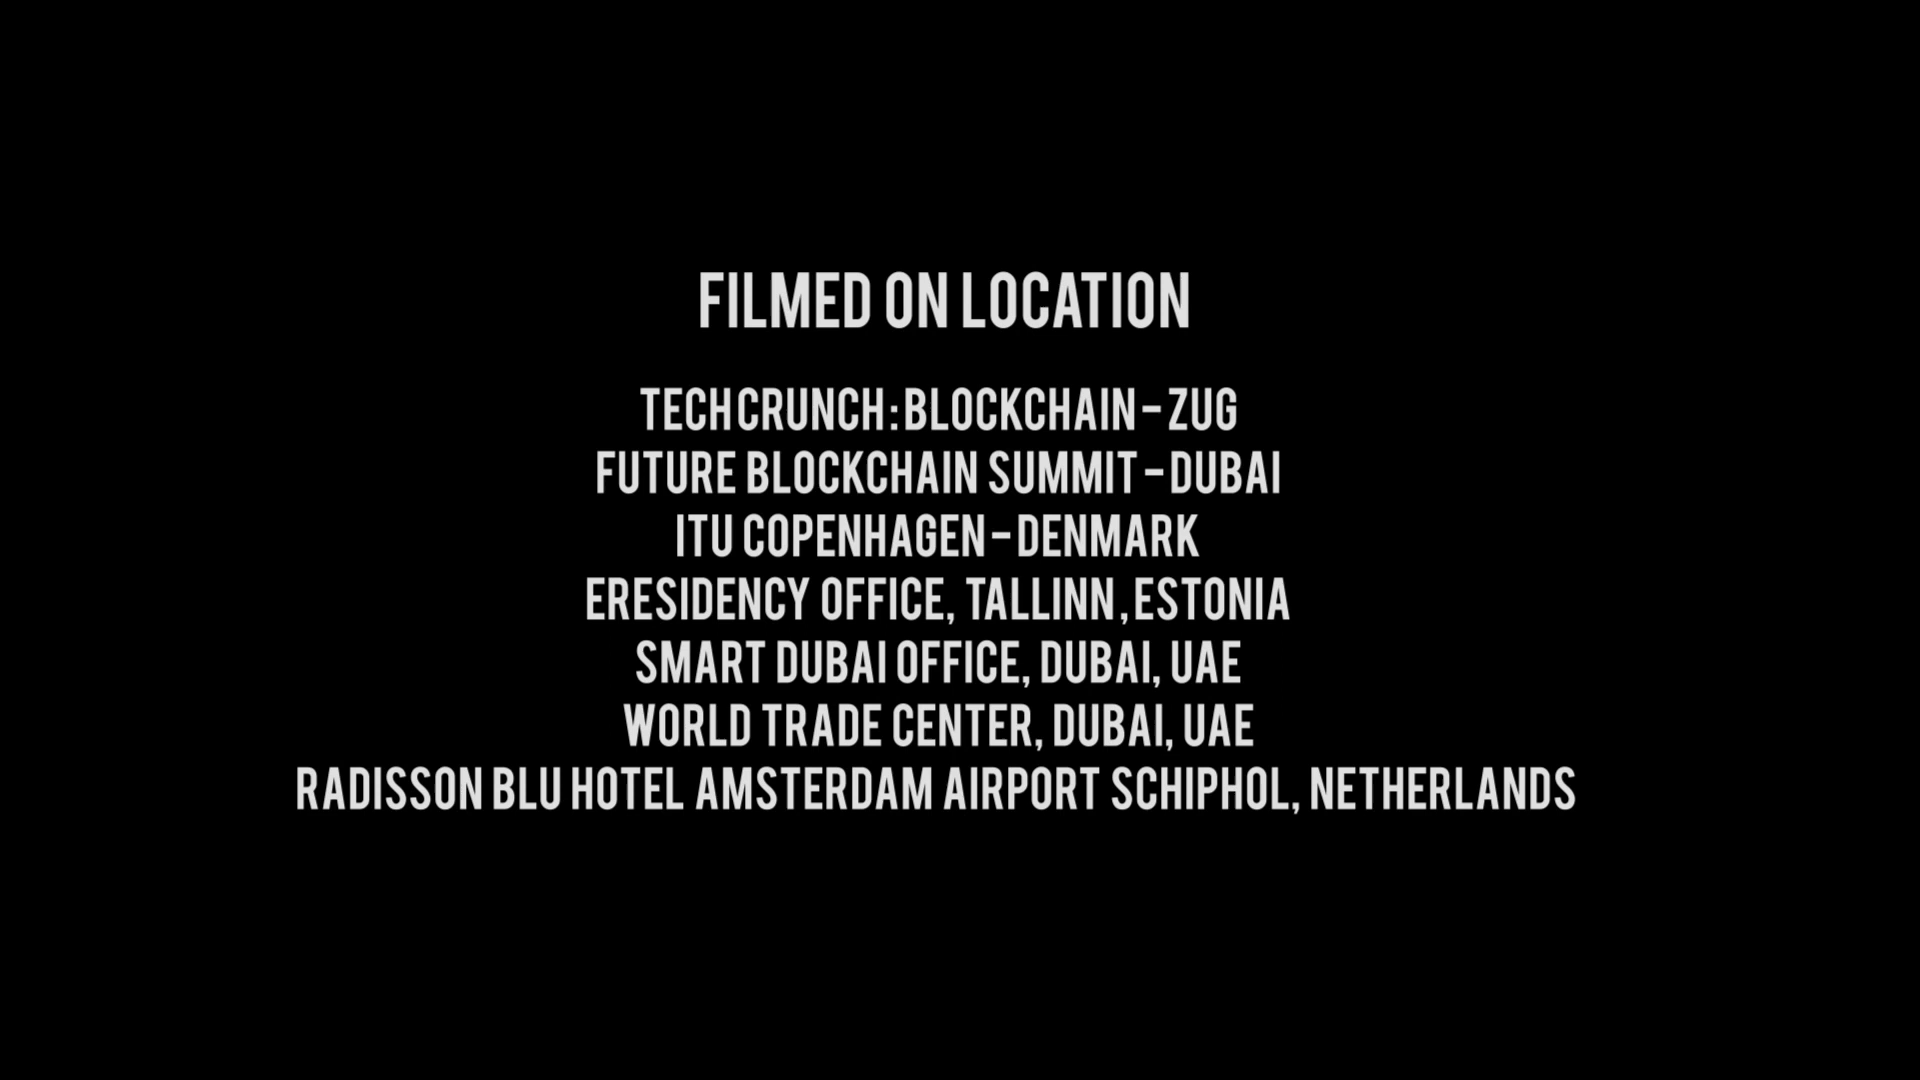 FILMED ON LOCATION
TECHCRUNCH: BLOCKCHAIN - ZUG
FUTURE BLOCKCHAIN SUMMIT - DUBAI
ITU COPENHAGEN - DENMARK
ERESIDENCY OFFICE, TALLINN, ESTONIA
SMART DUBAI OFFICE, DUBAI, UAE
WORLD TRADE CENTER, DUBAI, UAE
RADISSON BLU HOTEL AMSTERDAM AIRPORT SCHIPHOL, NETHERLANDS